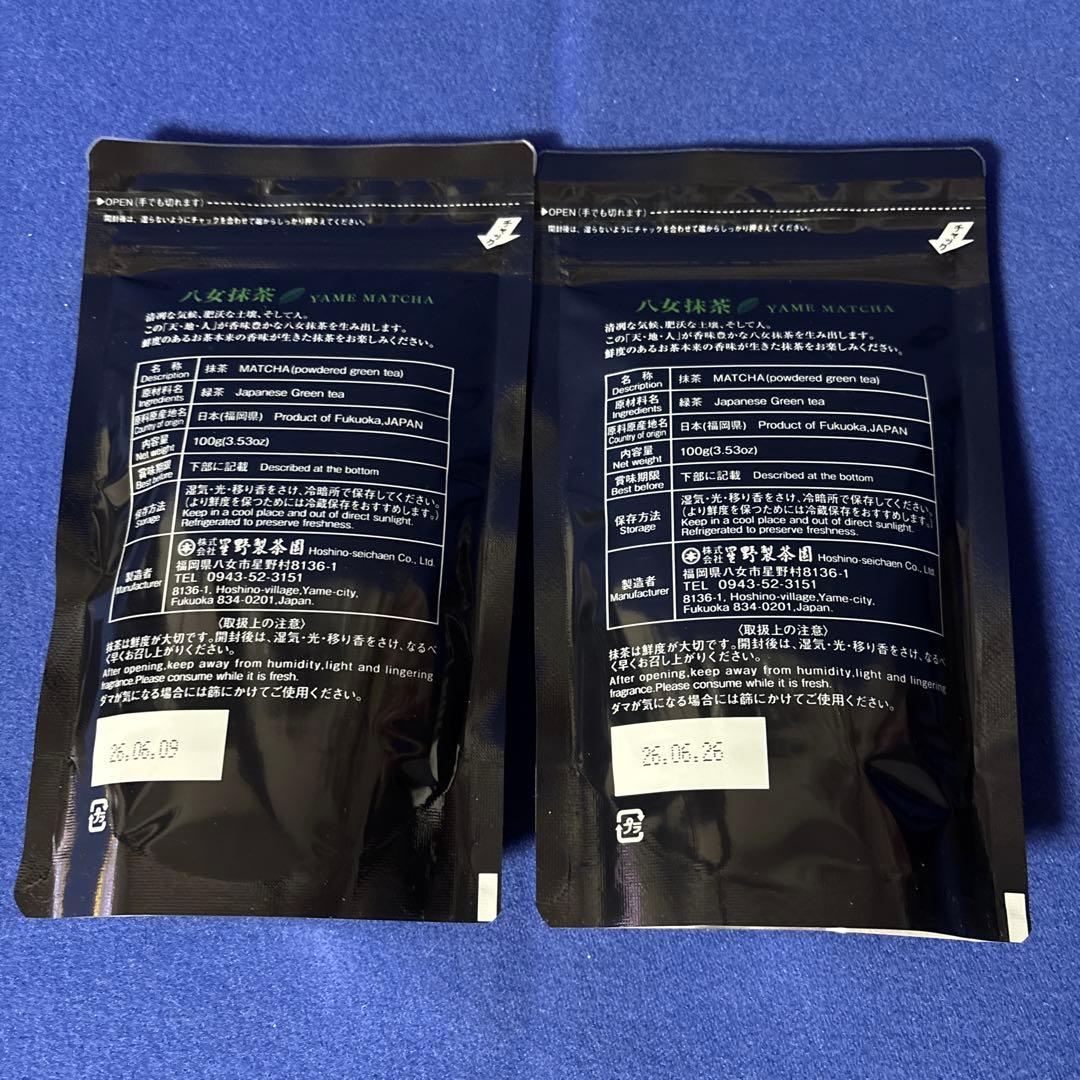 ▶OPEN(手でも切れます)
開封後は、湿らないようにチャックを合わせて端からしっかり押さえてください。
チャック
八女抹茶 YAME MATCHA
清冽な気候、肥沃な土壌、そして人。
この「天・地・人」が香味豊かな八女抹茶を生み出します。
鮮度のあるお茶本来の香味が生きた抹茶をお楽しみください。
名称 抹茶 MATCHA(powdered green tea)
Description
原材料名 緑茶 Japanese Green tea
Ingredients
原料原産地名 日本(福岡県) Product of Fukuoka,JAPAN
Country of origin
内容量 100g(3.53oz)
Net weight
賞味期限 下部に記載 Described at the bottom
Best before
保存方法
Storage
湿気・光・移り香をさけ、冷暗所で保存してください。
(より鮮度を保つためには冷蔵保存をおすすめします。)
Keep in a cool place and out of direct sunlight.
Refrigerated to preserve freshness.
製造者
Manufacturer
株式会社 星野製茶園 Hoshino-seichaen Co., Ltd.
福岡県八女市星野村8136-1
TEL 0943-52-3151
8136-1, Hoshino-village,Yame-city,
Fukuoka 834-0201,Japan.
〈取扱上の注意〉
抹茶は鮮度が大切です。開封後は、湿気・光・移り香をさけ、なるべ
く早くお召し上がりください。
After opening,keep away from humidity,light and lingering
fragrance.Please consume while it is fresh.
ダマが気になる場合には篩にかけてご使用ください。
26.06.09
プラ
▶OPEN(手でも切れます)
開封後は、湿らないようにチャックを合わせて端からしっかり押さえてください。
チャック
八女抹茶 YAME MATCHA
清冽な気候、肥沃な土壌、そして人。
この「天・地・人」が香味豊かな八女抹茶を生み出します。
鮮度のあるお茶本来の香味が生きた抹茶をお楽しみください。
名称 抹茶 MATCHA(powdered green tea)
Description
原材料名 緑茶 Japanese Green tea
Ingredients
原料原産地名 日本(福岡県) Product of Fukuoka,JAPAN
Country of origin
内容量 100g(3.53oz)
Net weight
賞味期限 下部に記載 Described at the bottom
Best before
保存方法
Storage
湿気・光・移り香をさけ、冷暗所で保存してください。
(より鮮度を保つためには冷蔵保存をおすすめします。)
Keep in a cool place and out of direct sunlight.
Refrigerated to preserve freshness.
製造者
Manufacturer
株式会社 星野製茶園 Hoshino-seichaen Co., Ltd.
福岡県八女市星野村8136-1
TEL 0943-52-3151
8136-1, Hoshino-village,Yame-city,
Fukuoka 834-0201,Japan.
〈取扱上の注意〉
抹茶は鮮度が大切です。開封後は、湿気・光・移り香をさけ、なるべ
く早くお召し上がりください。
After opening,keep away from humidity,light and lingering
fragrance.Please consume while it is fresh.
ダマが気になる場合には篩にかけてご使用ください。
26.06.26
プラ